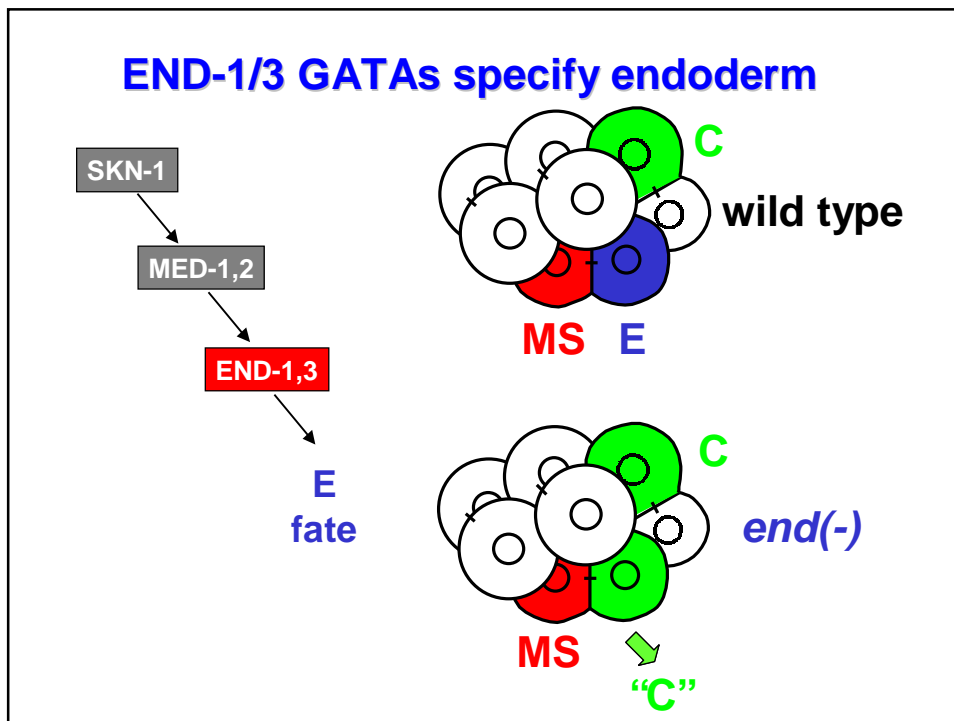 END-1/3 GATAs specify endoderm
SKN-1
MED-1,2
END-1,3
E
fate
C
wild type
MS E
C
end(-)
MS
“C”